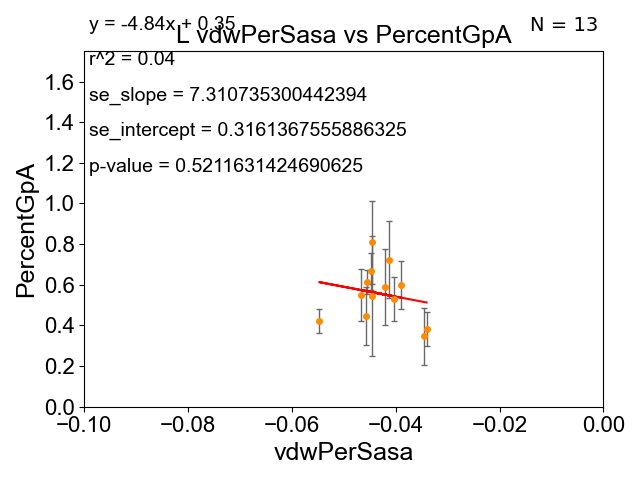 y = -4.84x + 0.35
N = 13
L vdwPerSasa vs PercentGpA
r^2 = 0.04
se_slope = 7.310735300442394
se_intercept = 0.3161367555886325
p-value = 0.5211631424690625
PercentGpA
1.6
1.4
1.2
1.0
0.8
0.6
0.4
0.2
0.0
−0.10
−0.08
−0.06
−0.04
−0.02
0.00
vdwPerSasa